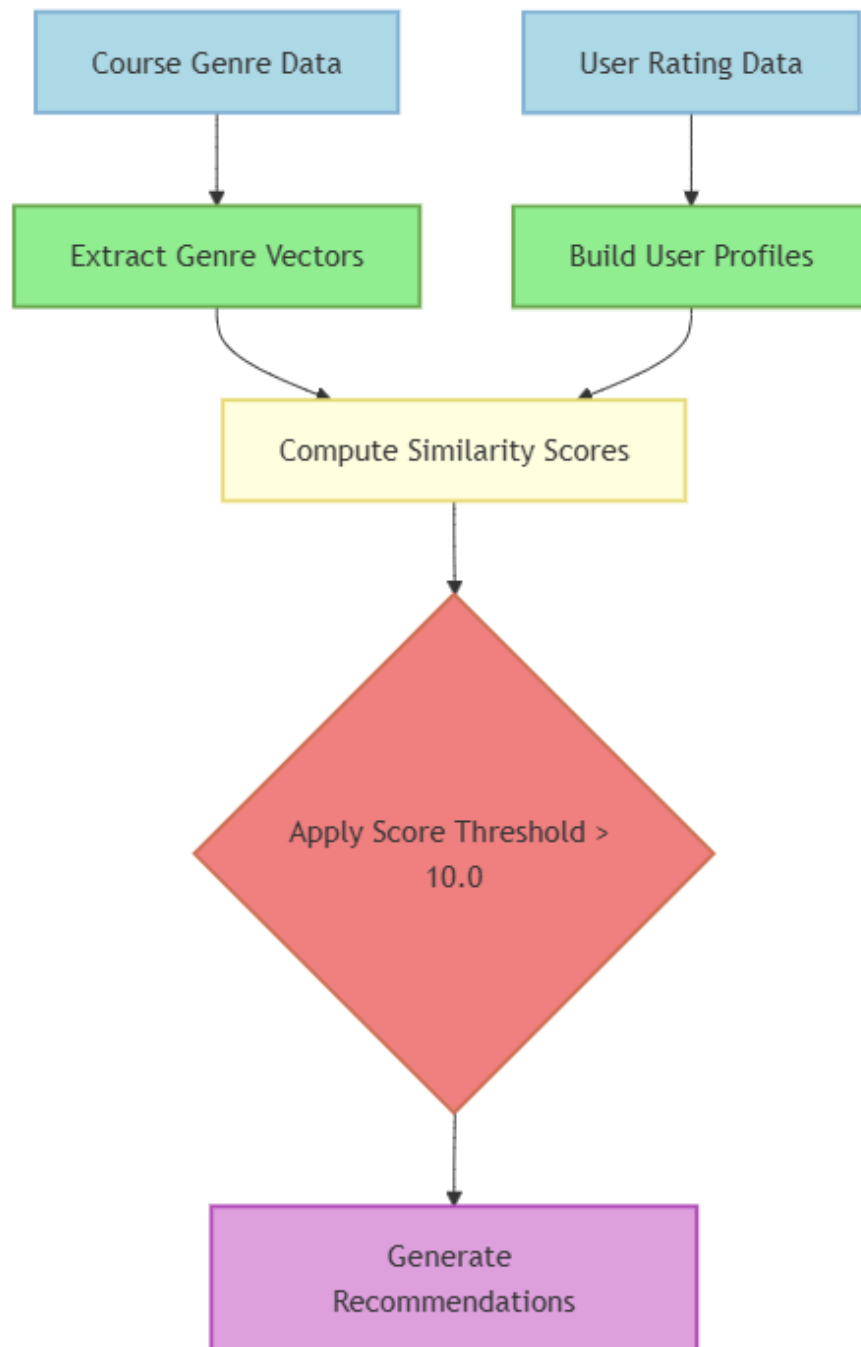 Course Genre Data
User Rating Data
Extract Genre Vectors
Build User Profiles
Compute Similarity Scores
Apply Score Threshold >
10.0
Generate
Recommendations